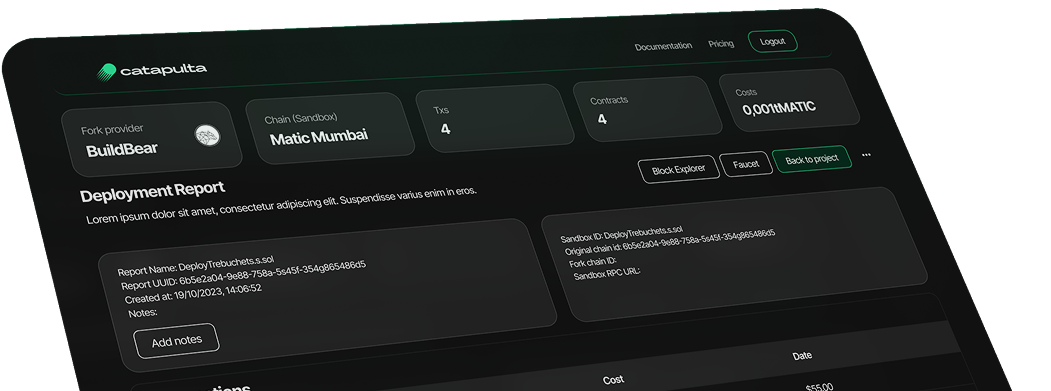 catapulta
Documentation
Pricing
Logout
Fork provider
BuildBear
Chain (Sandbox)
Matic Mumbai
Txs
4
Contracts
4
Costs
0,001tMATIC
Deployment Report
Lorem ipsum dolor sit amet, consectetur adipiscing elit. Suspendisse varius enim in eros.
Block Explorer
Faucet
Back to project
Report Name: DeployTrebuchets.s.sol
Report UUID: 6b5e2a04-9e88-758a-5s45f-354g865486d5
Created at: 19/10/2023, 14:06:52
Notes:
Add notes
Sandbox ID: DeployTrebuchets.s.sol
Original chain id: 6b5e2a04-9e88-758a-5s45f-354g865486d5
Fork chain ID:
Sandbox RPC URL:
Cost
Date
$55.00